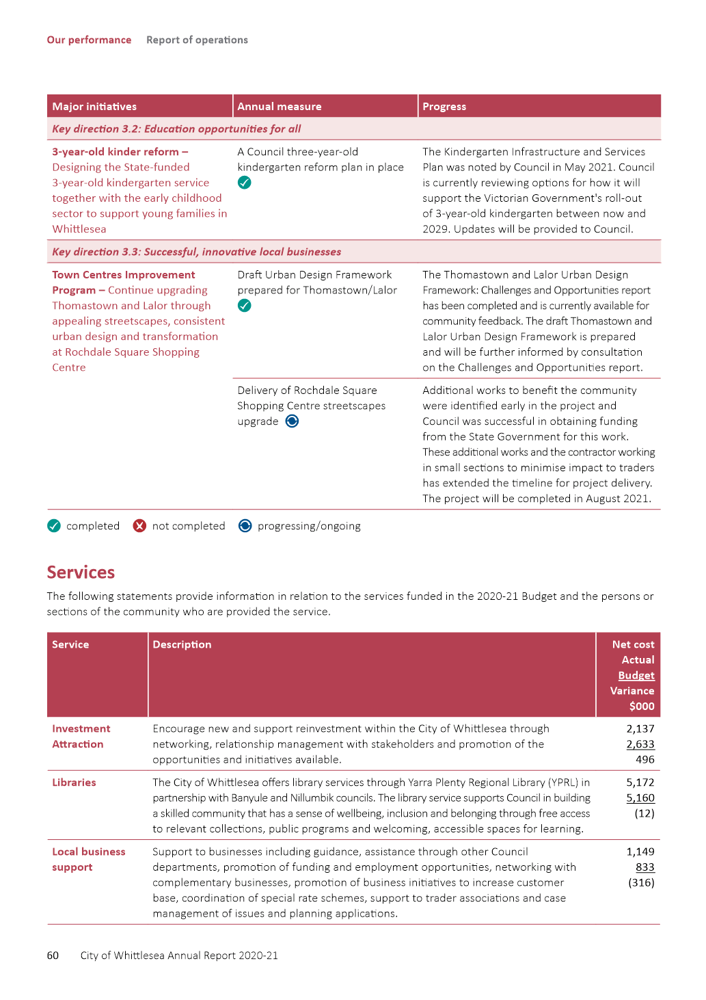 Our performance Report of operations
Major initiatives Annual measure Progress
Key direction 3.2: Education opportunities for all
3-year-old kinder reform –
Designing the State-funded
3-year-old kindergarten service
together with the early childhood
sector to support young families in
Whittlesea
A Council three-year-old
kindergarten reform plan in place
The Kindergarten Infrastructure and Services
Plan was noted by Council in May 2021. Council
is currently reviewing options for how it will
support the Victorian Government's roll-out
of 3-year-old kindergarten between now and
2029. Updates will be provided to Council.
Key direction 3.3: Successful, innovative local businesses
Town Centres Improvement
Program – Continue upgrading
Thomastown and Lalor through
appealing streetscapes, consistent
urban design and transformation
at Rochdale Square Shopping
Centre
Draft Urban Design Framework
prepared for Thomastown/Lalor
The Thomastown and Lalor Urban Design
Framework: Challenges and Opportunities report
has been completed and is currently available for
community feedback. The draft Thomastown and
Lalor Urban Design Framework is prepared
and will be further informed by consultation
on the Challenges and Opportunities report.
Delivery of Rochdale Square
Shopping Centre streetscapes
upgrade
Additional works to benefit the community
were identified early in the project and
Council was successful in obtaining funding
from the State Government for this work.
These additional works and the contractor working
in small sections to minimise impact to traders
has extended the timeline for project delivery.
The project will be completed in August 2021.
completed not completed progressing/ongoing
Services
The following statements provide information in relation to the services funded in the 2020-21 Budget and the persons or
sections of the community who are provided the service.
Service Description Net cost
Actual
Budget
Variance
$000
Investment
Attraction
Encourage new and support reinvestment within the City of Whittlesea through
networking, relationship management with stakeholders and promotion of the
opportunities and initiatives available.
2,137
2,633
496
Libraries
The City of Whittlesea offers library services through Yarra Plenty Regional Library (YPRL) in
partnership with Banyule and Nillumbik councils. The library service supports Council in building
a skilled community that has a sense of wellbeing, inclusion and belonging through free access
to relevant collections, public programs and welcoming, accessible spaces for learning.
5,172
5,160
(12)
Local business
support
Support to businesses including guidance, assistance through other Council
departments, promotion of funding and employment opportunities, networking with
complementary businesses, promotion of business initiatives to increase customer
base, coordination of special rate schemes, support to trader associations and case
management of issues and planning applications.
1,149
833
(316)
60 City of Whittlesea Annual Report 2020-21